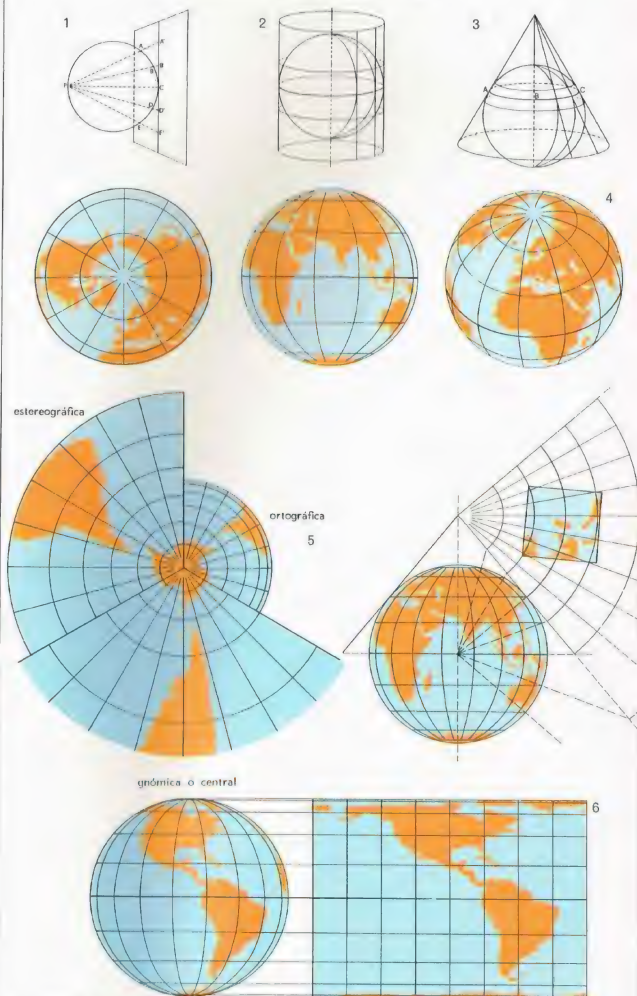 1
2
3
A A'
B B'
P C
D D'
E E'
A B C
4
estereográfica
ortográfica
5
gnómica o central
6